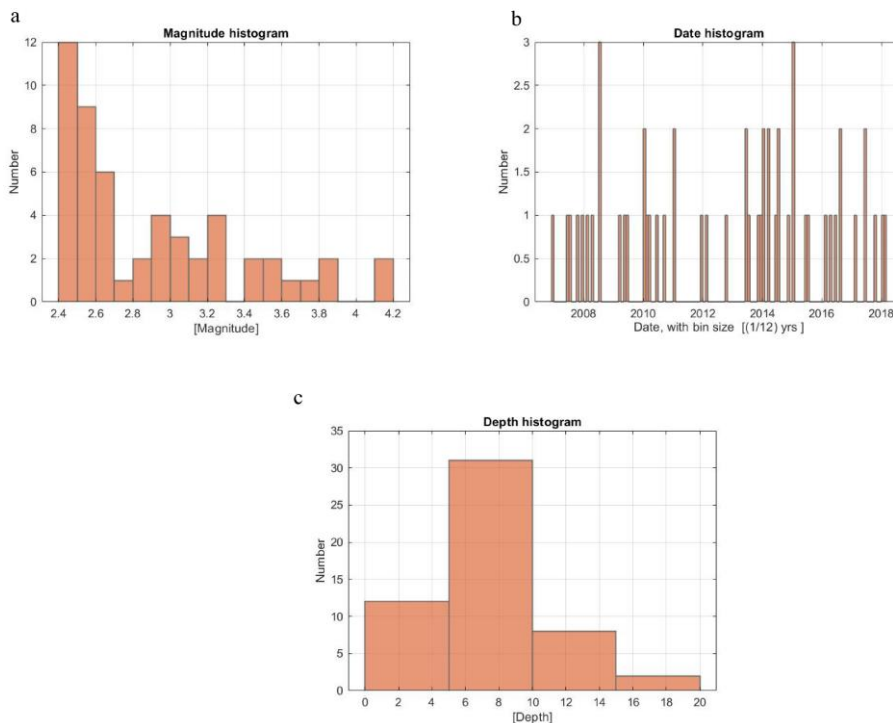 a
Magnitude histogram
12
10
8
6
4
2
0
Number
2.4 2.6 2.8 3 3.2 3.4 3.6 3.8 4 4.2
[Magnitude]
b
Date histogram
3
2.5
2
1.5
1
0.5
0
Number
2008 2010 2012 2014 2016 2018
Date, with bin size [(1/12) yrs ]
c
Depth histogram
35
30
25
20
15
10
5
0
Number
0 2 4 6 8 10 12 14 16 18 20
[Depth]